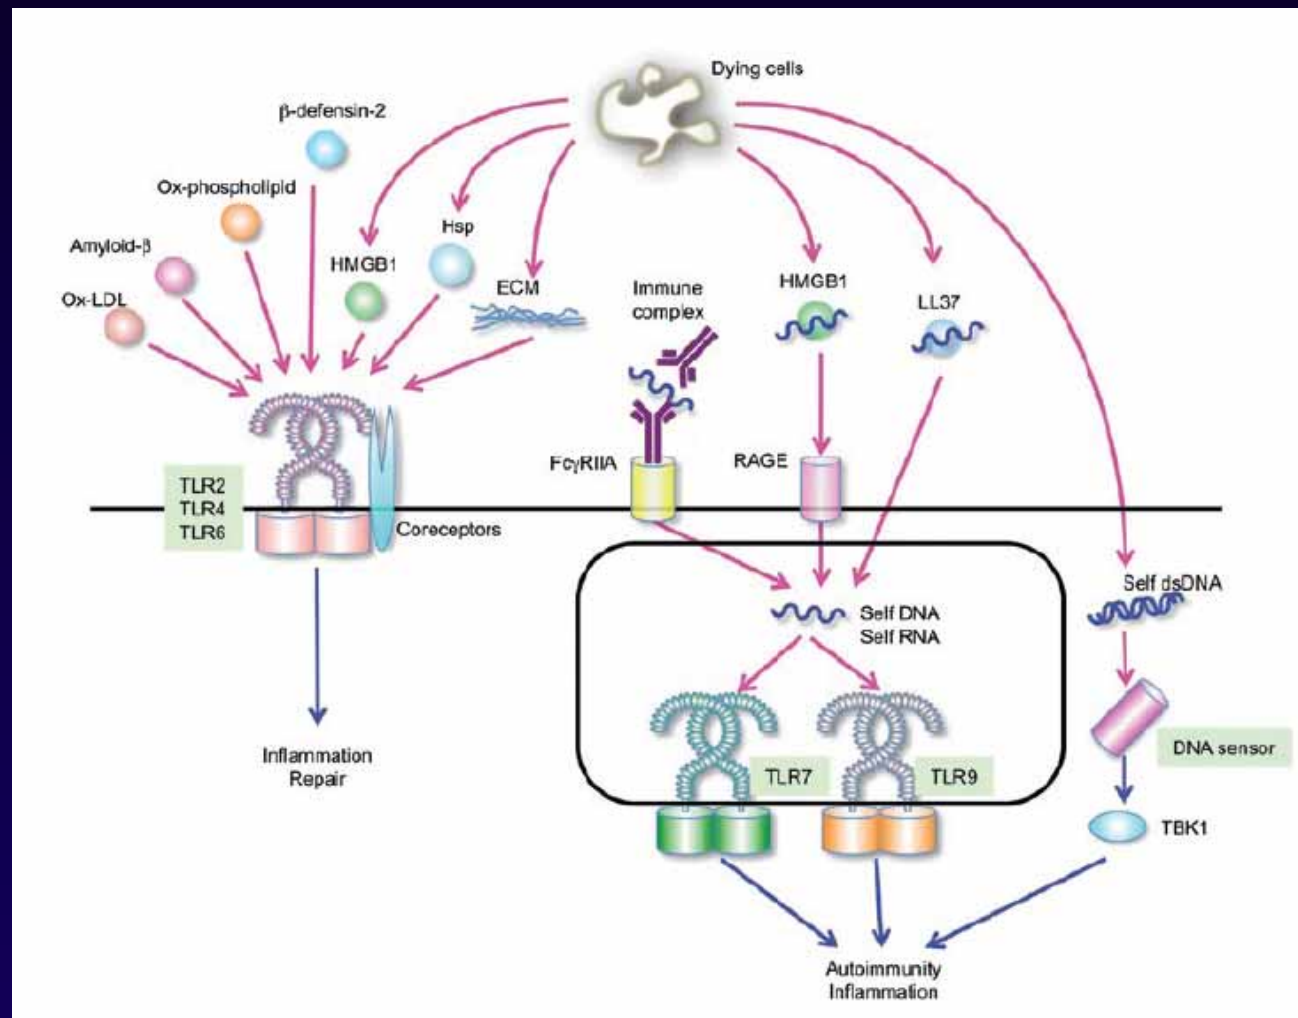 Dying cells
β-defensin-2
Ox-phospholipid
Amyloid-β
Ox-LDL
HMGB1
Hsp
ECM
Immune
complex
HMGB1
LL37
FcγRIIA
RAGE
TLR2
TLR4
TLR6
Coreceptors
Self DNA
Self RNA
Self dsDNA
Inflammation
Repair
TLR7
TLR9
DNA sensor
TBK1
Autoimmunity
Inflammation